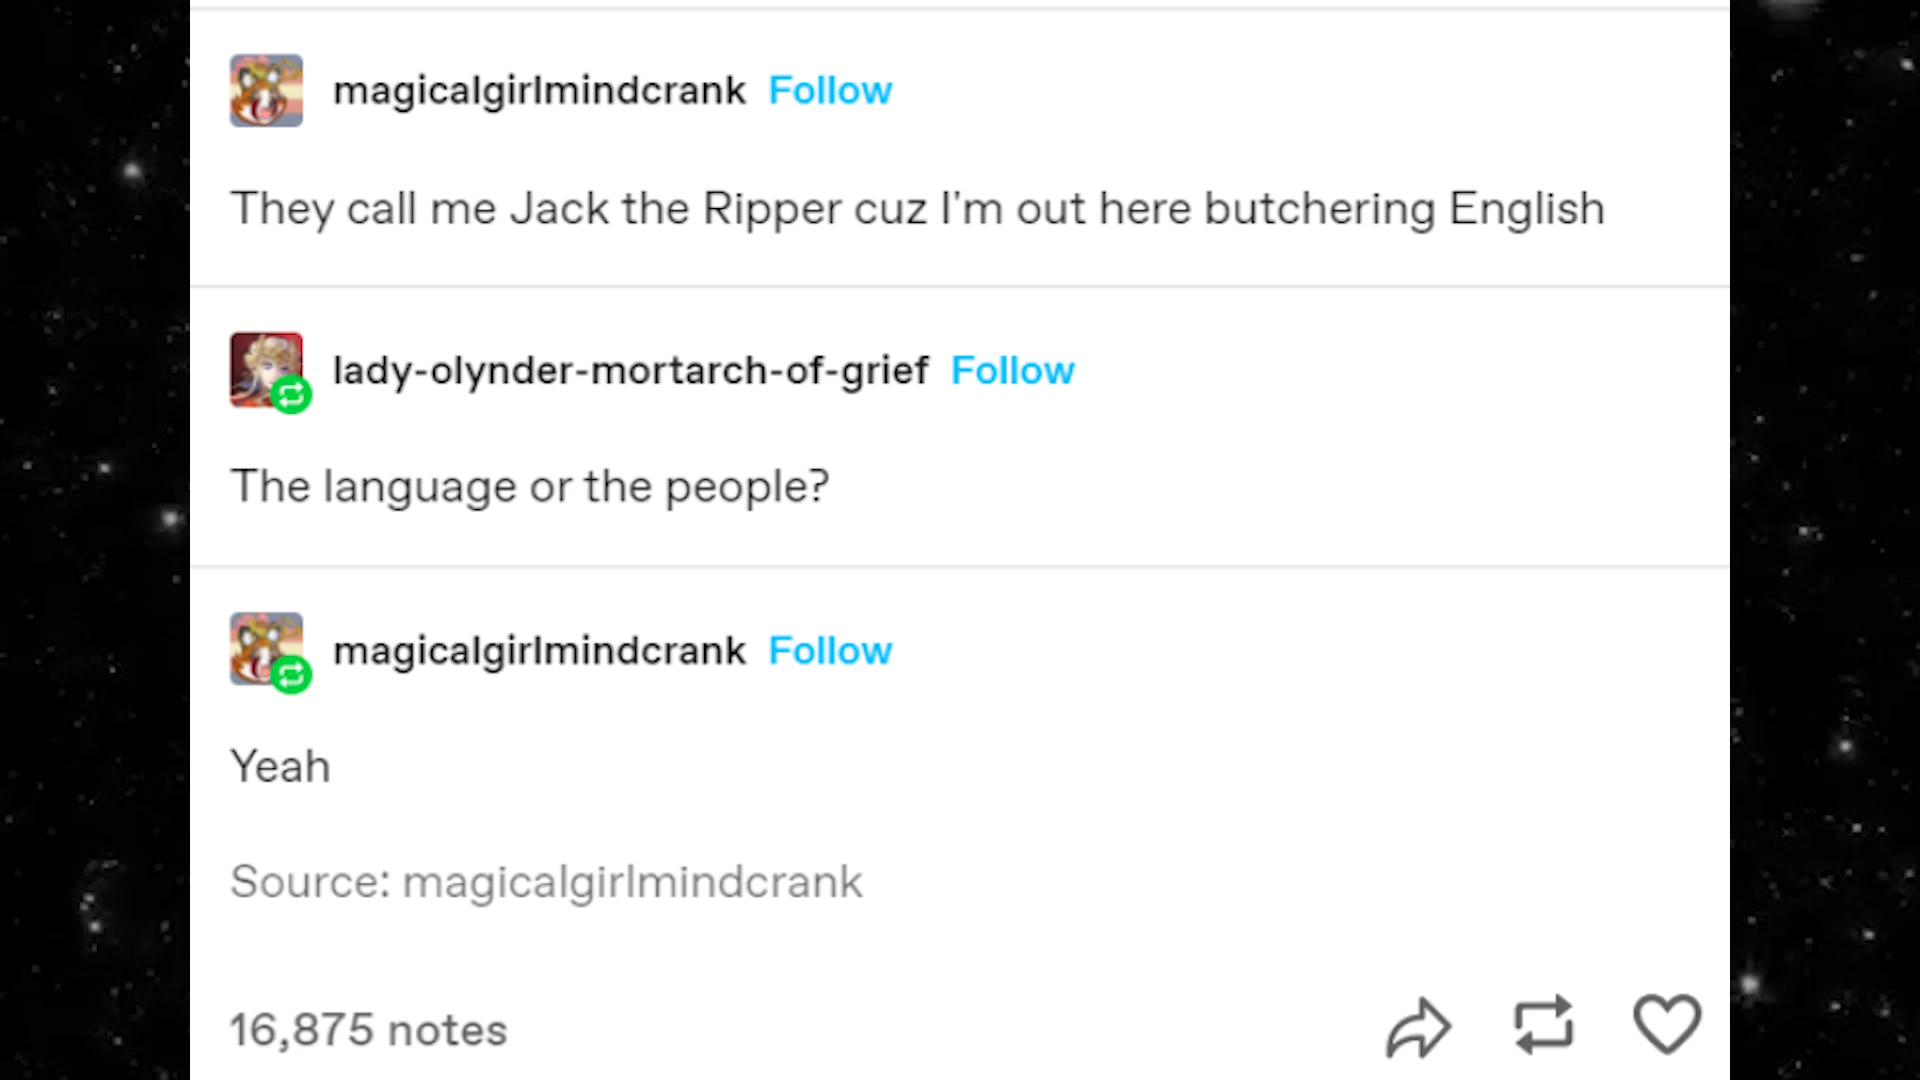 magicalgirlmindcrank Follow
They call me Jack the Ripper cuz I'm out here butchering English
lady-olynder-mortarch-of-grief Follow
The language or the people?
magicalgirlmindcrank Follow
Yeah
Source: magicalgirlmindcrank
16,875 notes